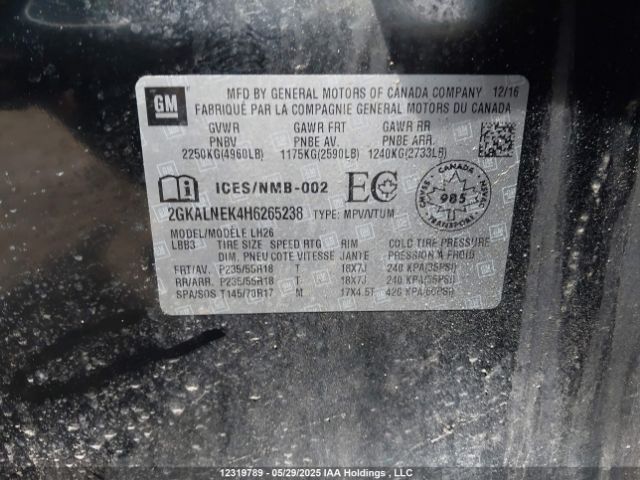 GM
MFD BY GENERAL MOTORS OF CANADA COMPANY 12/16
FABRIQUÉ PAR LA COMPAGNIE GENERAL MOTORS DU CANADA
GVWR GAWR FRT GAWR RR
PNBV PNBE AV. PNBE ARR.
2250KG(4960LB) 1175KG(2590LB) 1240KG(2733LB)
ICES/NMB-002 EC
CANADA
985
TRANSPORT
2GKALNEK4H6265238 TYPE: MPV/VTUM
MODEL/MODÈLE LH26
LBB3 TIRE SIZE SPEED RTG RIM COLD TIRE PRESSURE
DIM. PNEU COTE VITESSE JANTE PRESSION A FROID
FRT/AV. P235/55R18 T 18X7J 240 KPA(35PSI)
RR/ARR. P235/55R18 T 18X7J 240 KPA(35PSI)
SPA/SOS T145/70R17 M 17X4.5T 420 KPA(60PSI)
12319789 - 05/29/2025 IAA Holdings , LLC